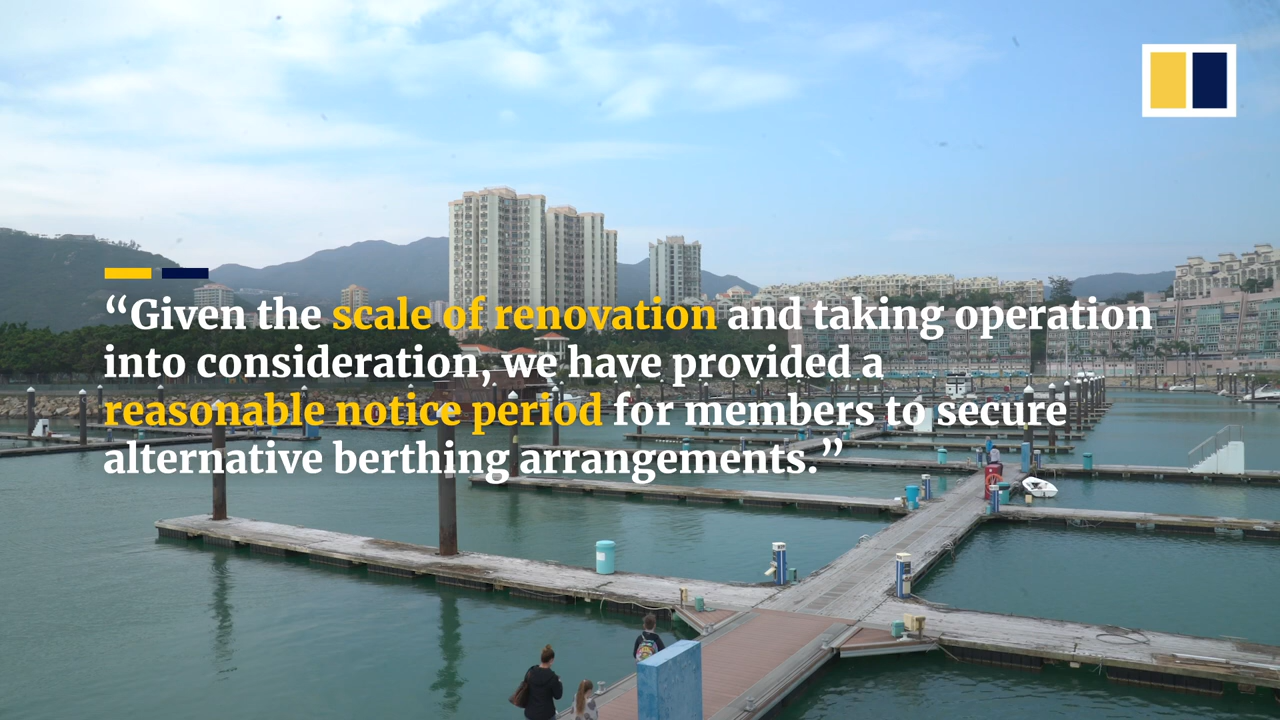 “Given the scale of renovation and taking operation
into consideration, we have provided a
reasonable notice period for members to secure
alternative berthing arrangements.”